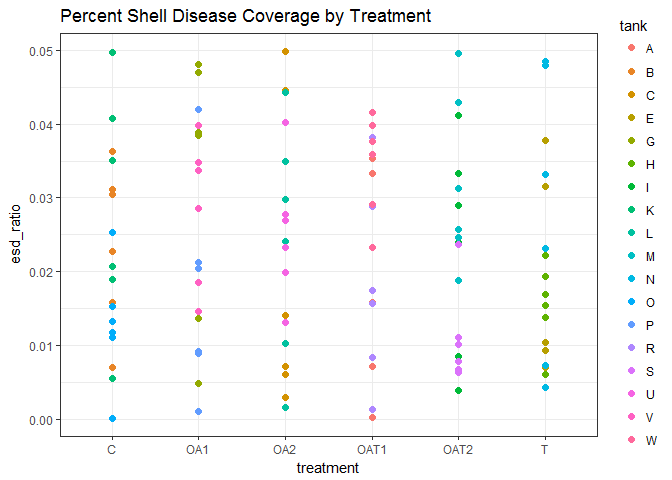 Percent Shell Disease Coverage by Treatment
esd_ratio
0.05
0.04
0.03
0.02
0.01
0.00
C OA1 OA2 OAT1 OAT2 T
treatment
tank
A
B
C
E
G
H
I
K
L
M
N
O
P
R
S
U
V
W